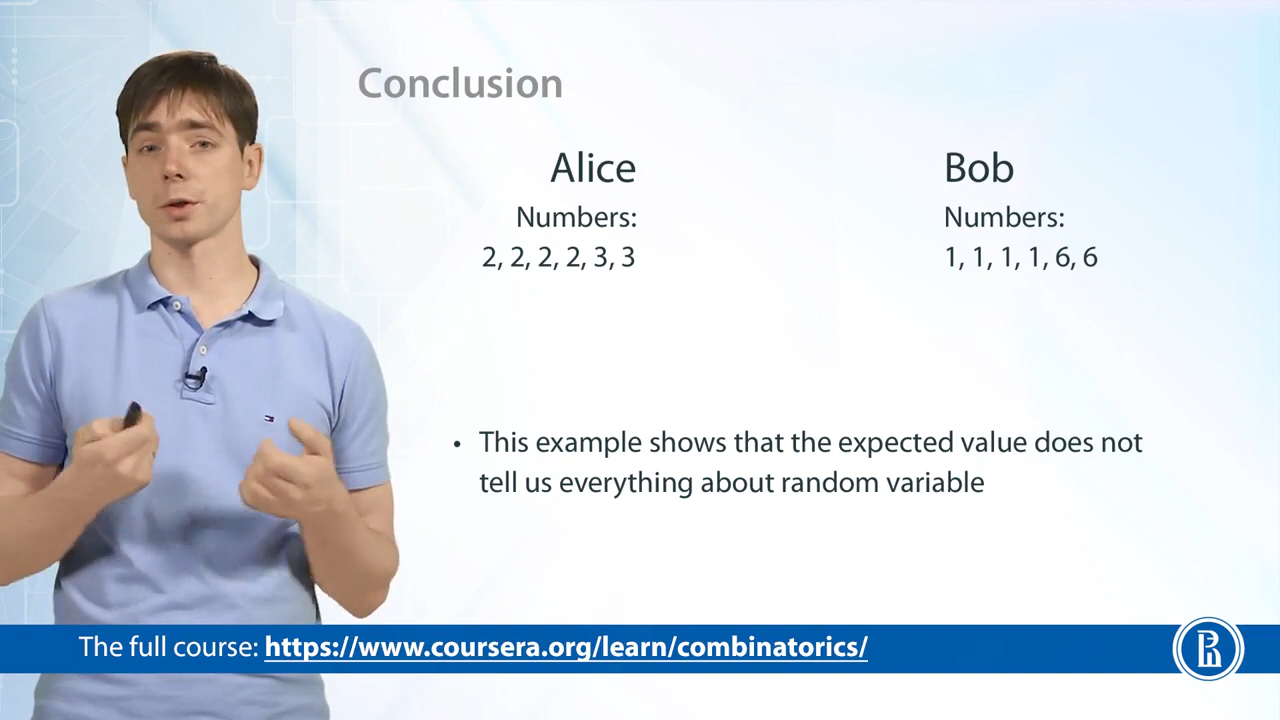 Conclusion
Alice
Numbers:
2, 2, 2, 2, 3, 3
Bob
Numbers:
1, 1, 1, 1, 6, 6
• This example shows that the expected value does not
tell us everything about random variable
The full course: https://www.coursera.org/learn/combinatorics/